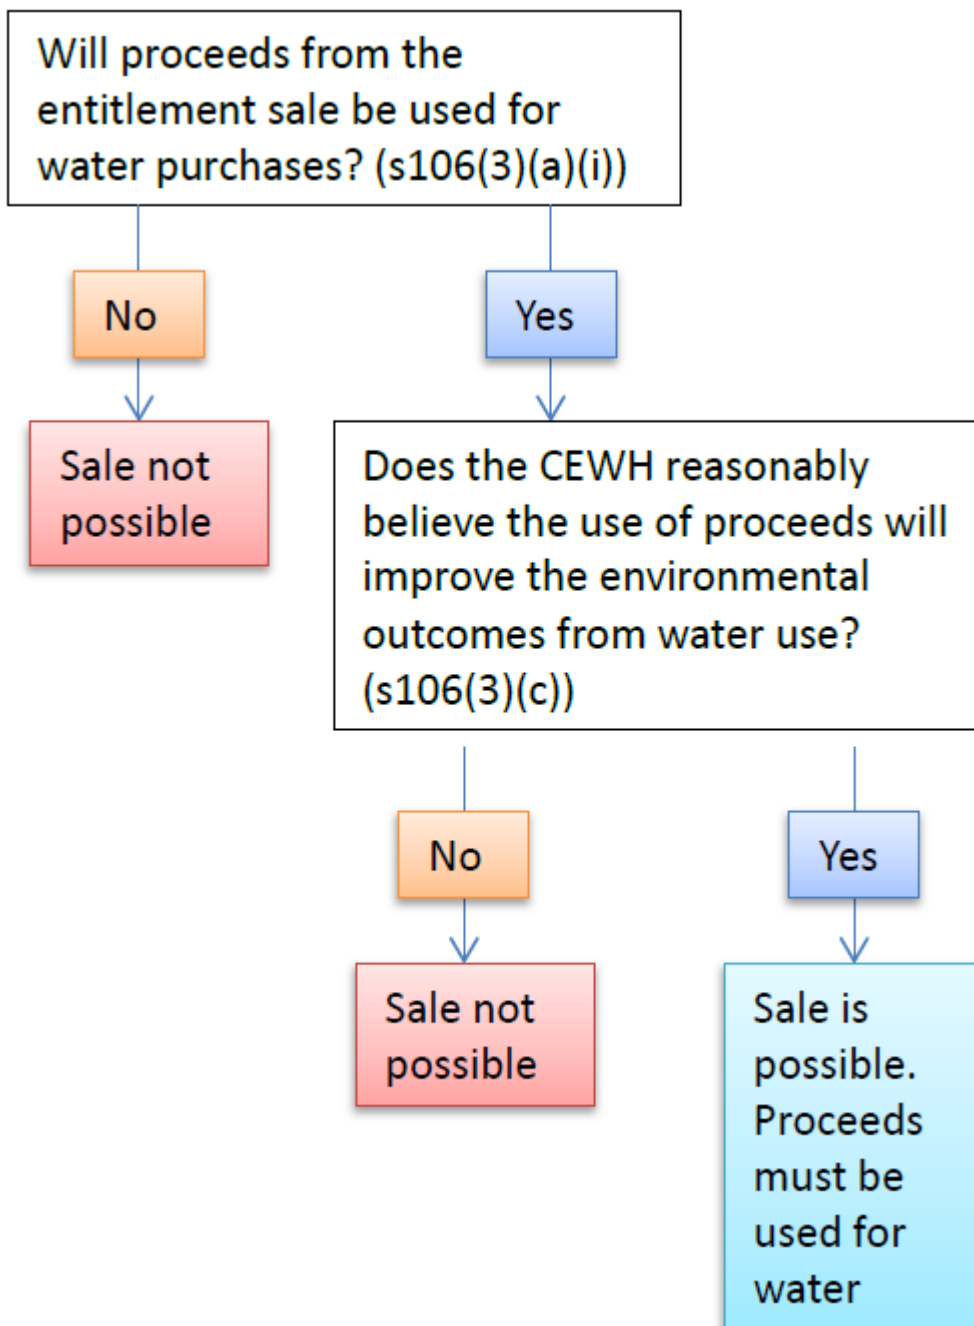 Will proceeds from the
entitlement sale be used for
water purchases? (s106(3)(a)(i))
No
Yes
Sale not
possible
Does the CEWH reasonably
believe the use of proceeds will
improve the environmental
outcomes from water use?
(s106(3)(c))
No
Yes
Sale not
possible
Sale is
possible.
Proceeds
must be
used for
water